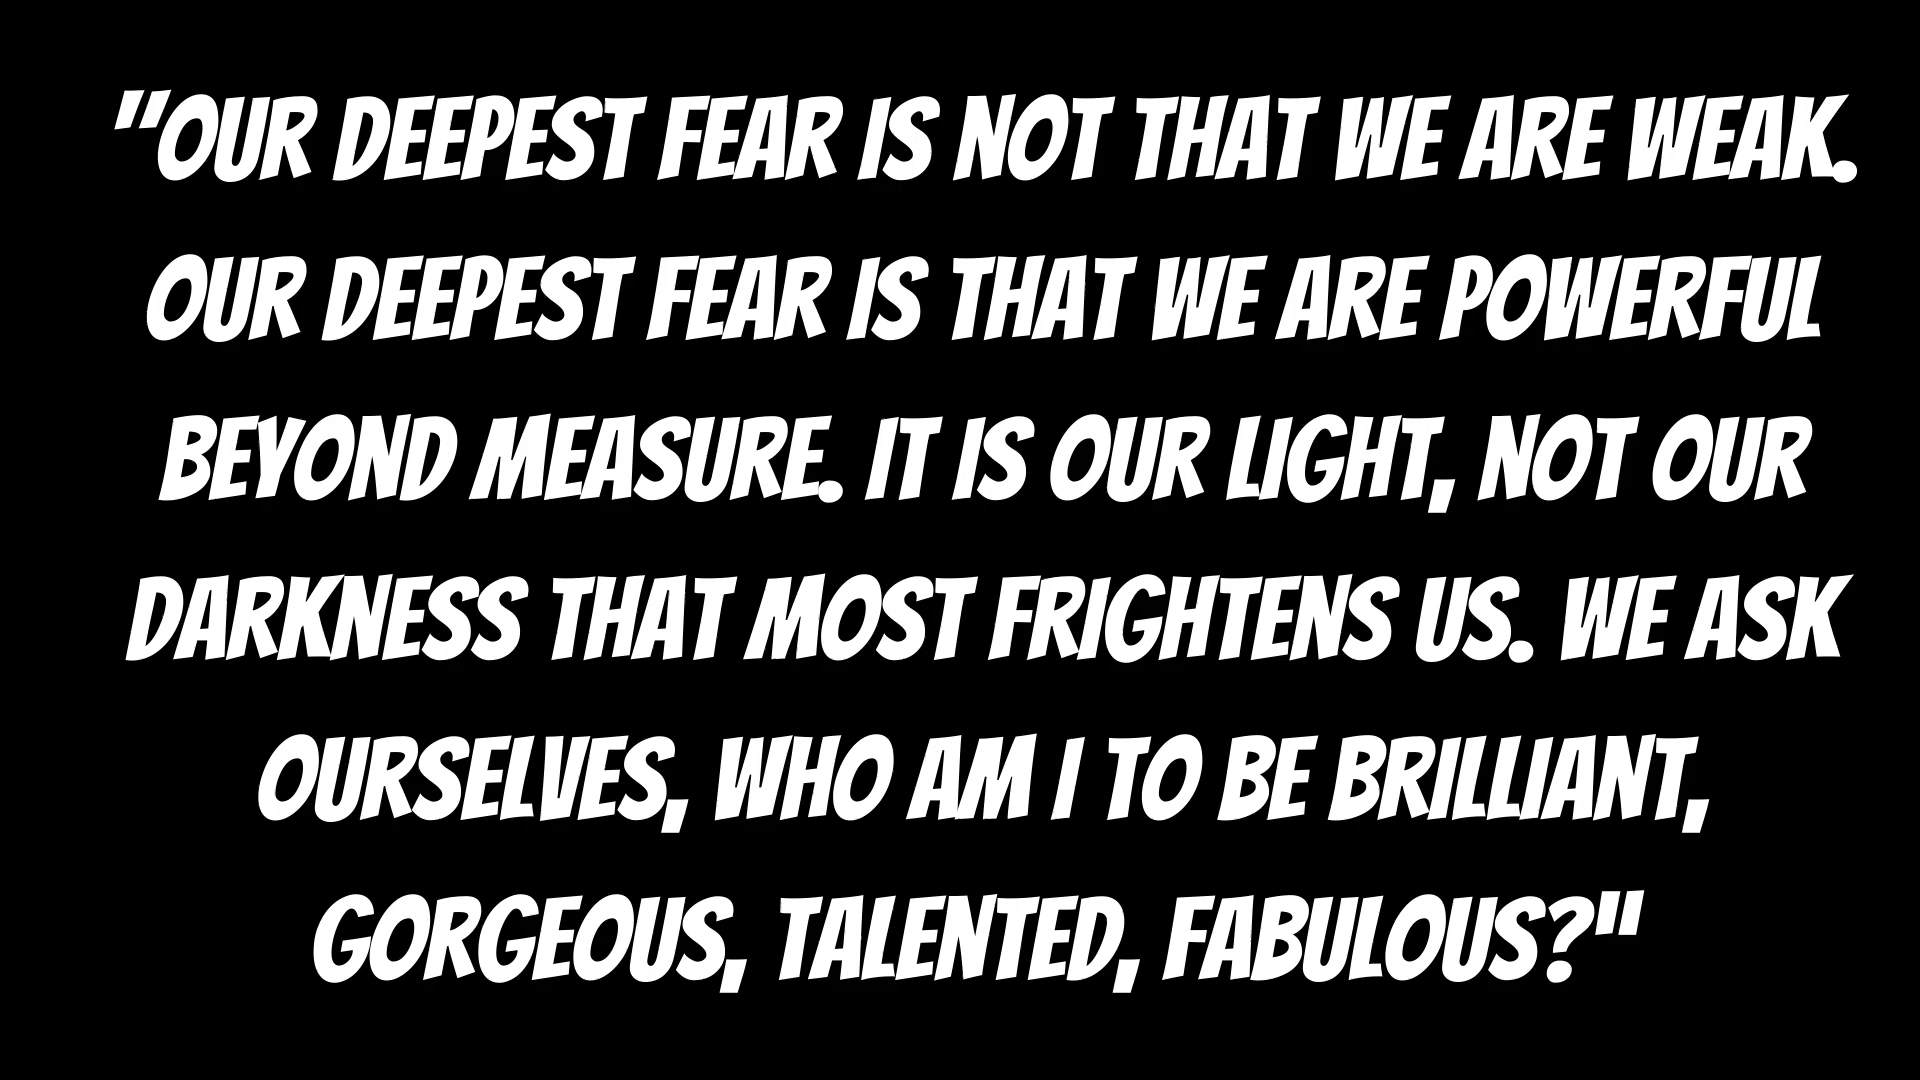 "OUR DEEPEST FEAR IS NOT THAT WE ARE WEAK.
OUR DEEPEST FEAR IS THAT WE ARE POWERFUL
BEYOND MEASURE. IT IS OUR LIGHT, NOT OUR
DARKNESS THAT MOST FRIGHTENS US. WE ASK
OURSELVES, WHO AM I TO BE BRILLIANT,
GORGEOUS, TALENTED, FABULOUS?"